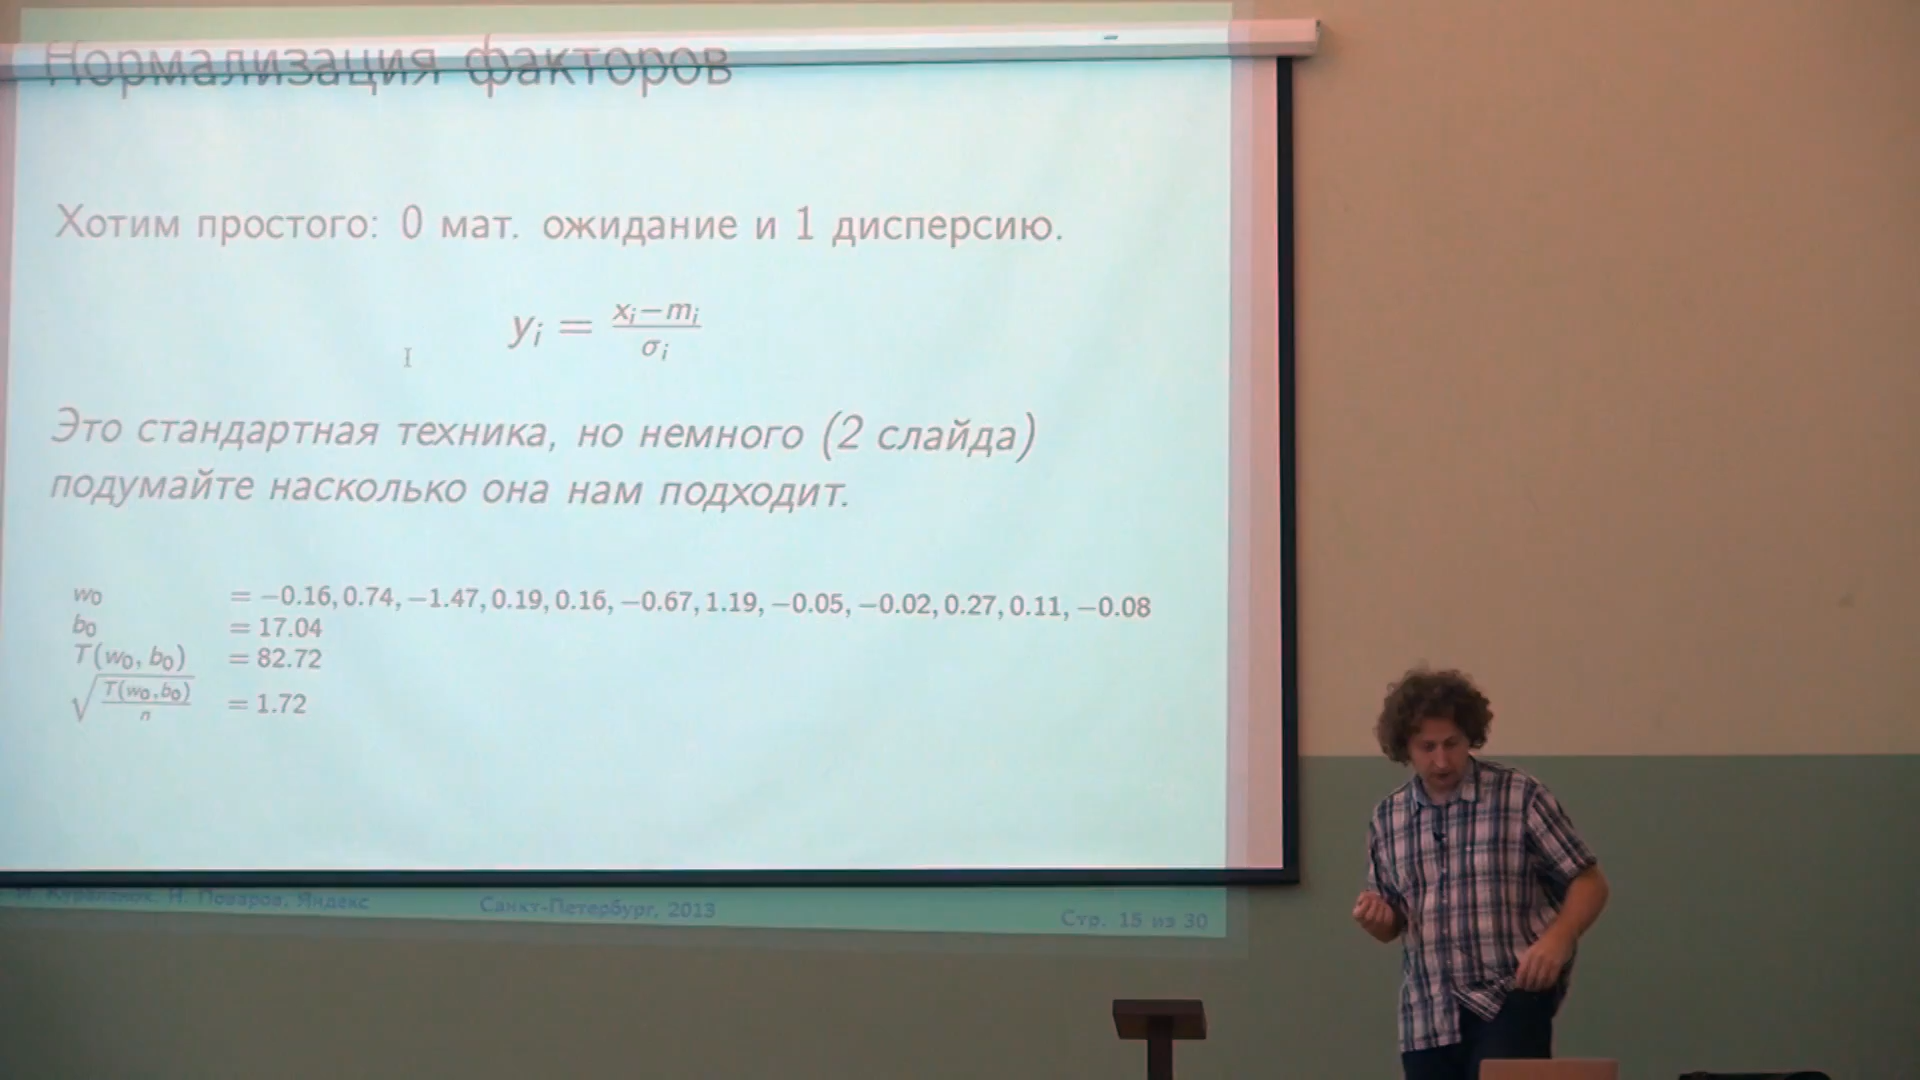 Нормализация факторов
Хотим простого: 0 мат. ожидание и 1 дисперсию.
yᵢ = (xᵢ−mᵢ)/σᵢ
Это стандартная техника, но немного (2 слайда)
подумайте насколько она нам подходит.
w₀ = −0.16, 0.74, −1.47, 0.19, 0.16, −0.67, 1.19, −0.05, −0.02, 0.27, 0.11, −0.08
b₀ = 17.04
T(w₀, b₀) = 82.72
√(T(w₀,b₀)/n) = 1.72
И. Кураленок, Н. Поваров, Яндекс Санкт-Петербург, 2013 Стр. 15 из 30